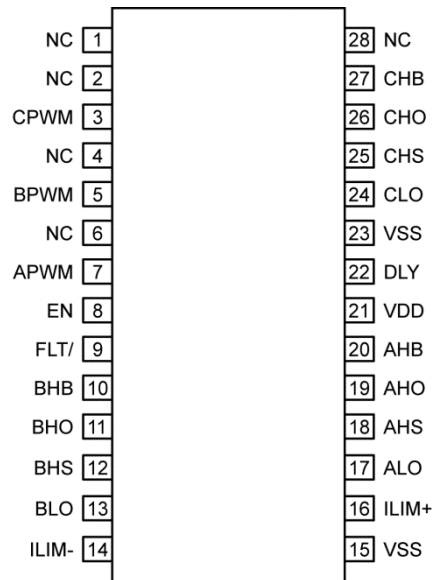 NC 1 28 NC
NC 2 27 CHB
CPWM 3 26 CHO
NC 4 25 CHS
BPWM 5 24 CLO
NC 6 23 VSS
APWM 7 22 DLY
EN 8 21 VDD
FLT/ 9 20 AHB
BHB 10 19 AHO
BHO 11 18 AHS
BHS 12 17 ALO
BLO 13 16 ILIM+
ILIM- 14 15 VSS